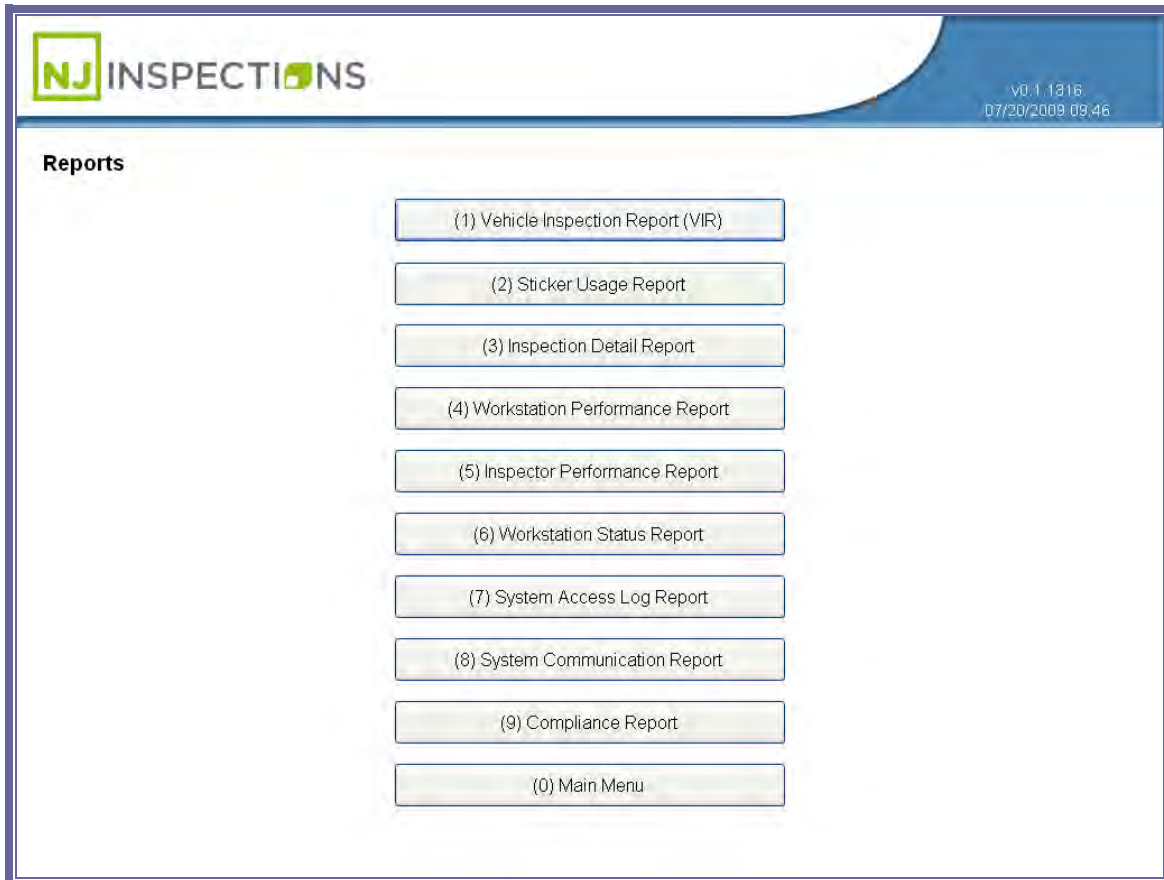 NJ INSPECTIONS
v0.1.1316
07/20/2009 09:46
Reports
(1) Vehicle Inspection Report (VIR)
(2) Sticker Usage Report
(3) Inspection Detail Report
(4) Workstation Performance Report
(5) Inspector Performance Report
(6) Workstation Status Report
(7) System Access Log Report
(8) System Communication Report
(9) Compliance Report
(0) Main Menu